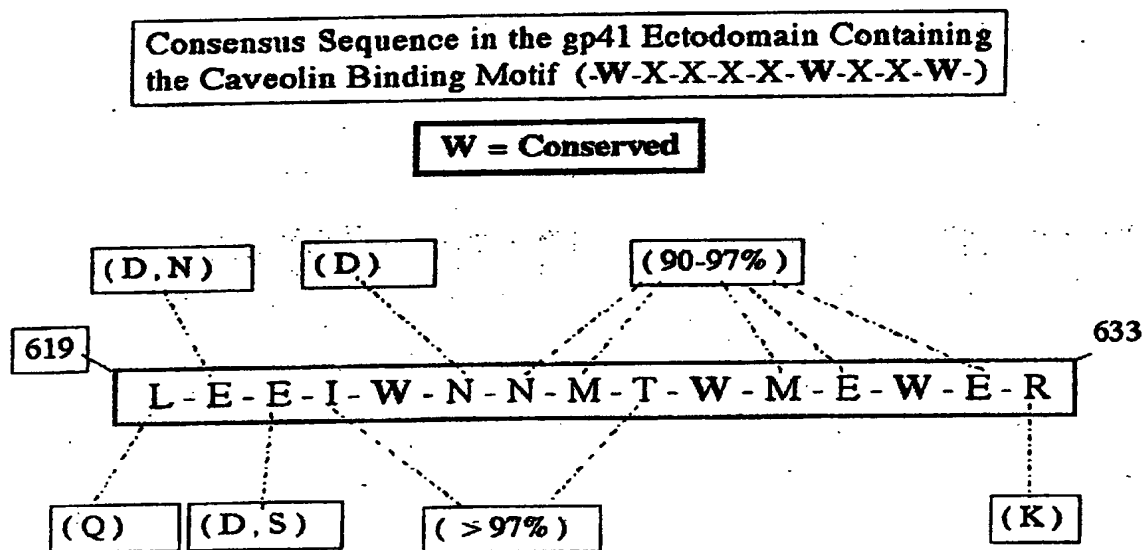 Consensus Sequence in the gp41 Ectodomain Containing
the Caveolin Binding Motif (-W-X-X-X-X-W-X-X-W-)
W = Conserved
(D,N)
(D)
(90-97%)
619
633
L - E - E - I - W - N - N - M - T - W - M - E - W - E - R
(Q)
(D,S)
( >97%)
(K)